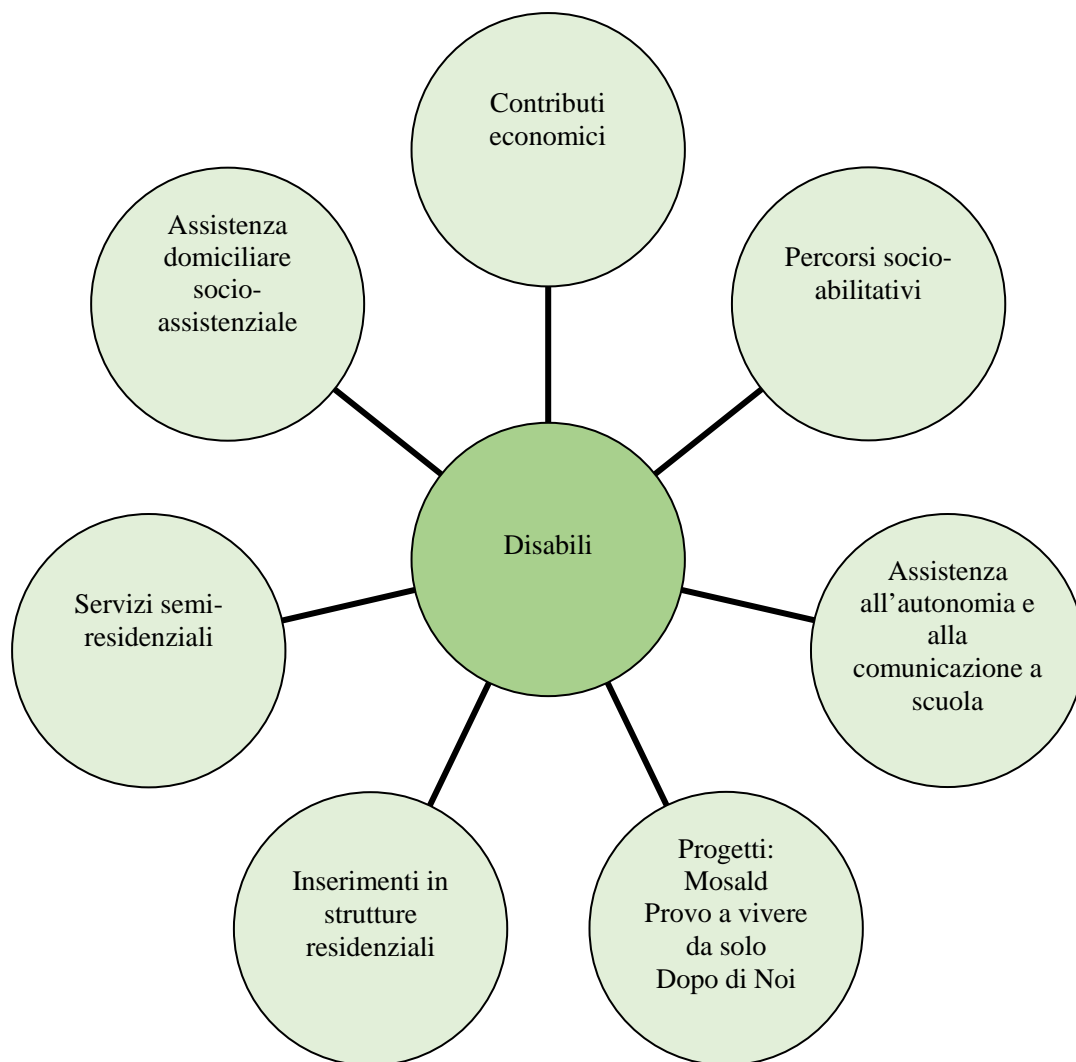 Contributi
economici
Assistenza
domiciliare
socio-
assistenziale
Percorsi socio-
abilitativi
Disabili
Servizi semi-
residenziali
Assistenza
all’autonomia e
alla
comunicazione a
scuola
Inserimenti in
strutture
residenziali
Progetti:
Mosald
Provo a vivere
da solo
Dopo di Noi